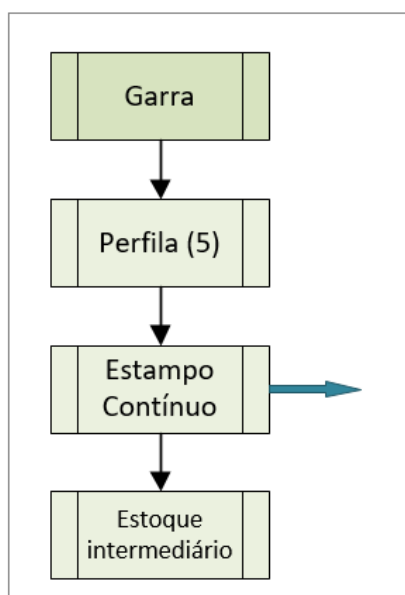 Garra
Perfila (5)
Estampo
Contínuo
Estoque
intermediário